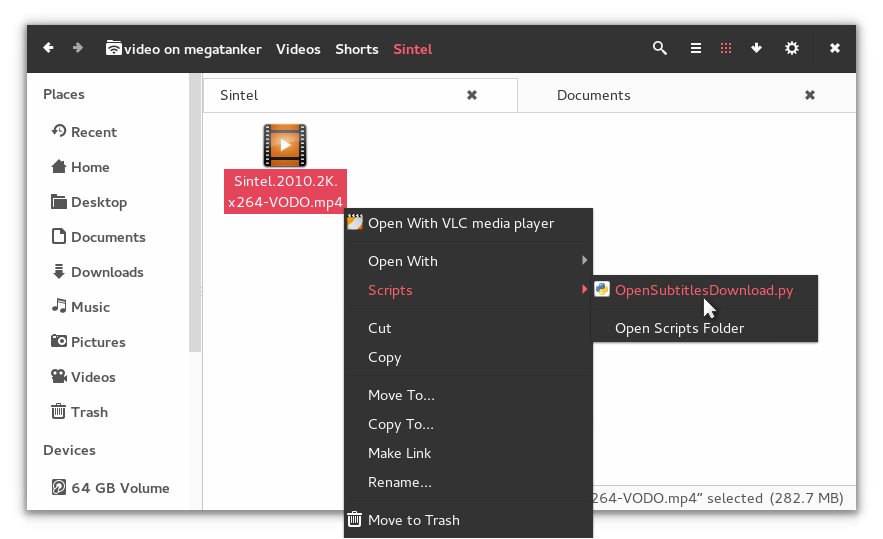 video on megatanker Videos Shorts Sintel
Places
Recent
Home
Desktop
Documents
Downloads
Music
Pictures
Videos
Trash
Devices
64 GB Volume
Sintel
Documents
Sintel.2010.2K.
x264-VODO.mp4
Open With VLC media player
Open With
Scripts
Cut
Copy
Move To...
Copy To...
Make Link
Rename...
Move to Trash
OpenSubtitlesDownload.py
Open Scripts Folder
264-VODO.mp4” selected (282.7 MB)